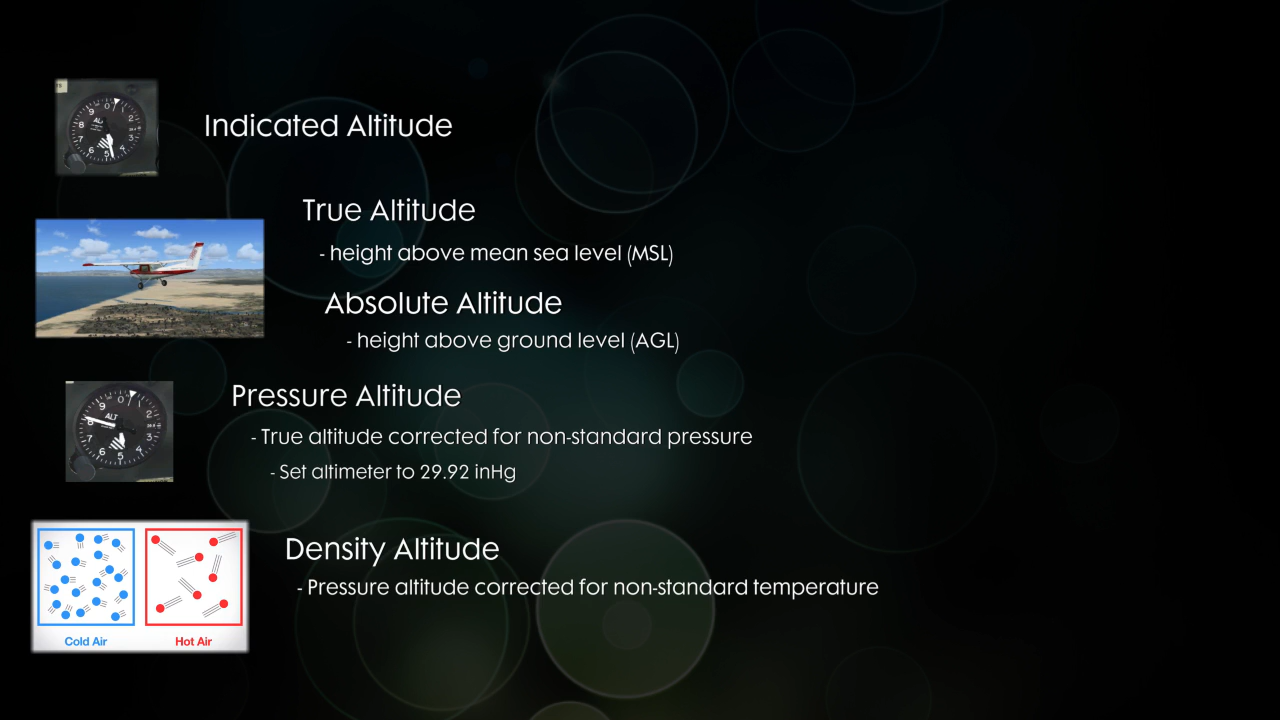 Indicated Altitude
True Altitude
- height above mean sea level (MSL)
Absolute Altitude
- height above ground level (AGL)
Pressure Altitude
- True altitude corrected for non-standard pressure
- Set altimeter to 29.92 inHg
Density Altitude
- Pressure altitude corrected for non-standard temperature
Cold Air
Hot Air
ALT
ALT